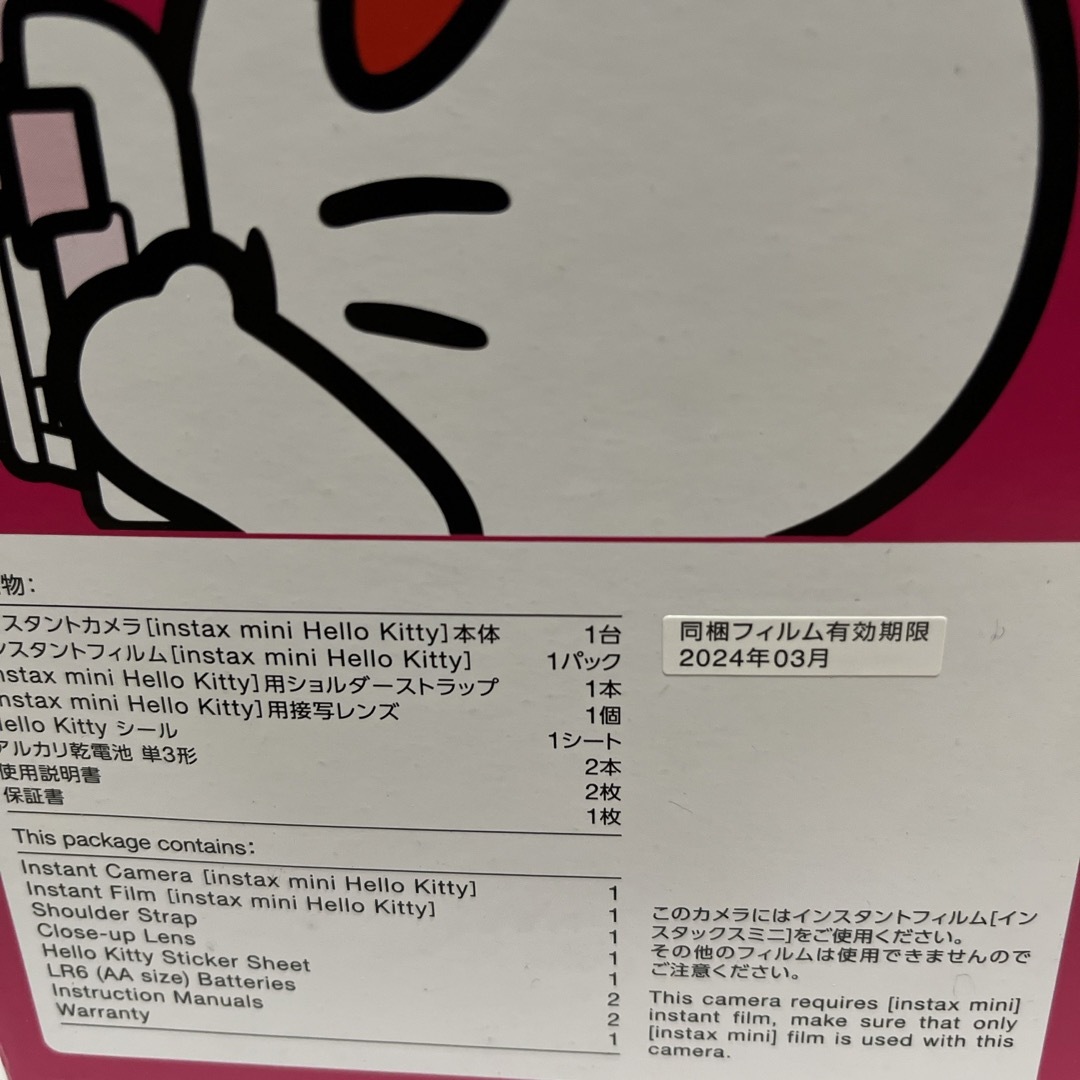 物:
スタントカメラ[instax mini Hello Kitty]本体 1台
ンスタントフィルム[instax mini Hello Kitty] 1パック
nstax mini Hello Kitty]用ショルダーストラップ 1本
nstax mini Hello Kitty]用接写レンズ 1個
Hello Kitty シール 1シート
アルカリ乾電池 単3形 2本
使用説明書 2枚
保証書 1枚
This package contains:
Instant Camera [instax mini Hello Kitty] 1
Instant Film [instax mini Hello Kitty] 1
Shoulder Strap 1
Close-up Lens 1
Hello Kitty Sticker Sheet 1
LR6 (AA size) Batteries 2
Instruction Manuals 2
Warranty 1
同梱フィルム有効期限
2024年03月
このカメラにはインスタントフィルム[イン
スタックスミニ]をご使用ください。
その他のフィルムは使用できませんので
ご注意ください。
This camera requires [instax mini]
instant film, make sure that only
[instax mini] film is used with this
camera.